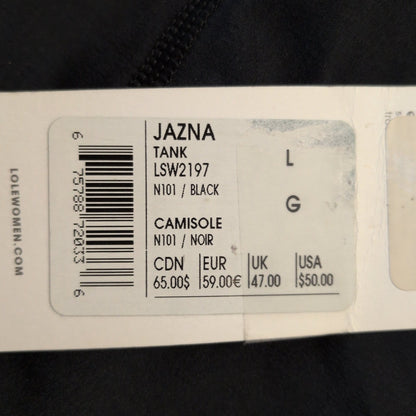 JAZNA
TANK
LSW2197
N101 / BLACK
L
CAMISOLE
N101 / NOIR
G
CDN EUR UK USA
65.00$ 59.00€ 47.00 $50.00
6 75788 72033 6
LOLEWOMEN.COM